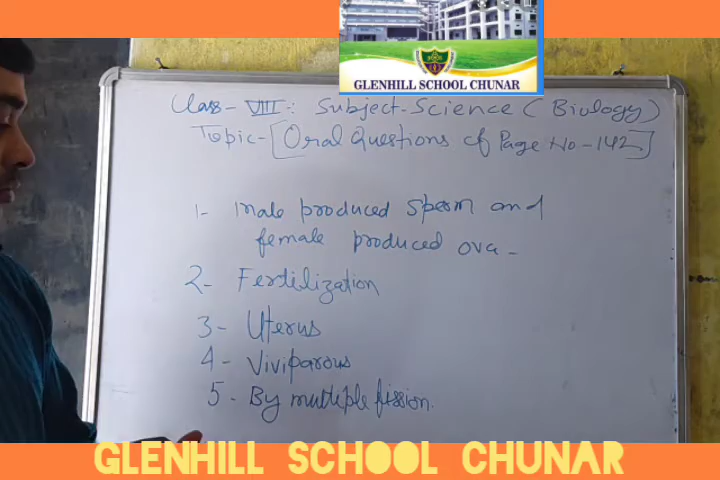 GLENHILL SCHOOL CHUNAR
Class- VIII: Subject-Science (Biology)
Topic- [Oral Questions of Page No-142]
1- male produced sperm and
female produced ova-
2- Fertilization
3- Uterus
4- Viviparous
5- By multiple fission.
GLENHILL SCHOOL CHUNAR